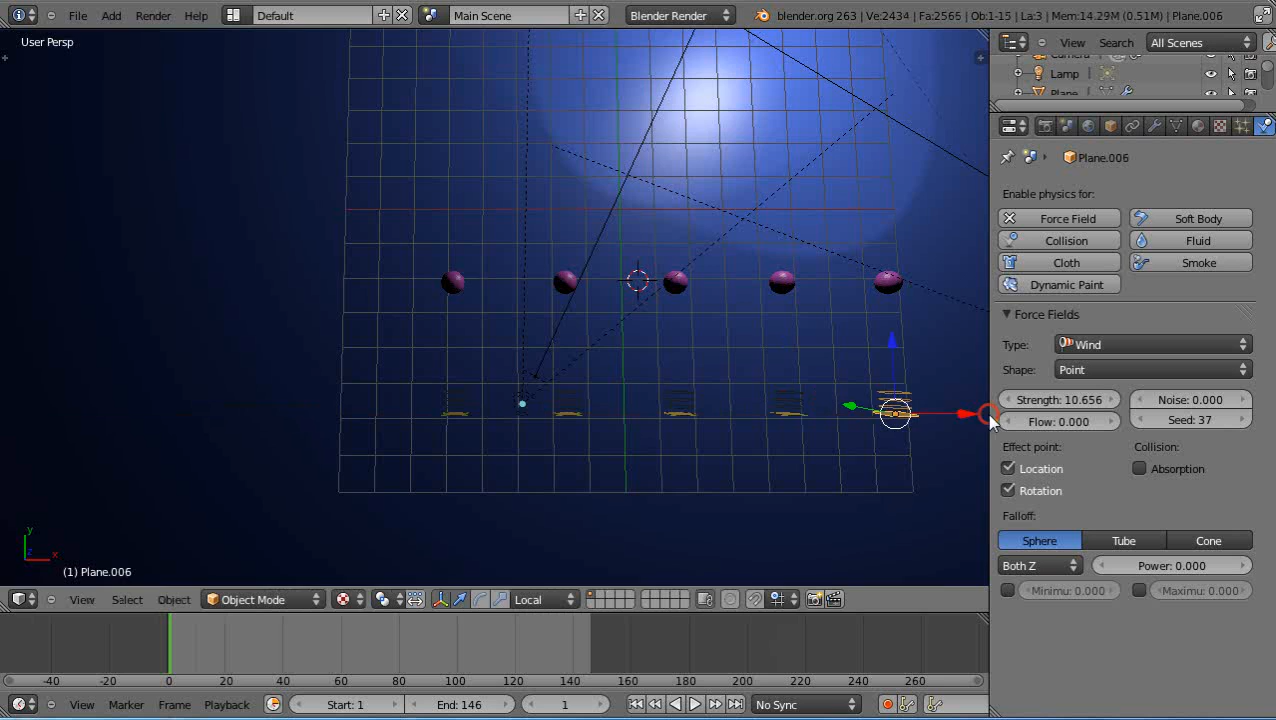 File Add Render Help Default Main Scene Blender Render blender.org 263 | Ve:2434 | Fa:2565 | Ob:1-15 | La:3 | Mem:14.29M (0.51M) | Plane.006
User Persp
View Search All Scenes
Camera
Lamp
Plane
Plane.006
Enable physics for:
Force Field Soft Body
Collision Fluid
Cloth Smoke
Dynamic Paint
Force Fields
Type: Wind
Shape: Point
Strength: 10.656 Noise: 0.000
Flow: 0.000 Seed: 37
Effect point: Collision:
Location Absorption
Rotation
Falloff:
Sphere Tube Cone
Both Z Power: 0.000
Minimu: 0.000 Maximu: 0.000
y
z x
(1) Plane.006
View Select Object Object Mode Local
-40 -20 0 20 40 60 80 100 120 140 160 180 200 220 240 260
View Marker Frame Playback Start: 1 End: 146 1 No Sync